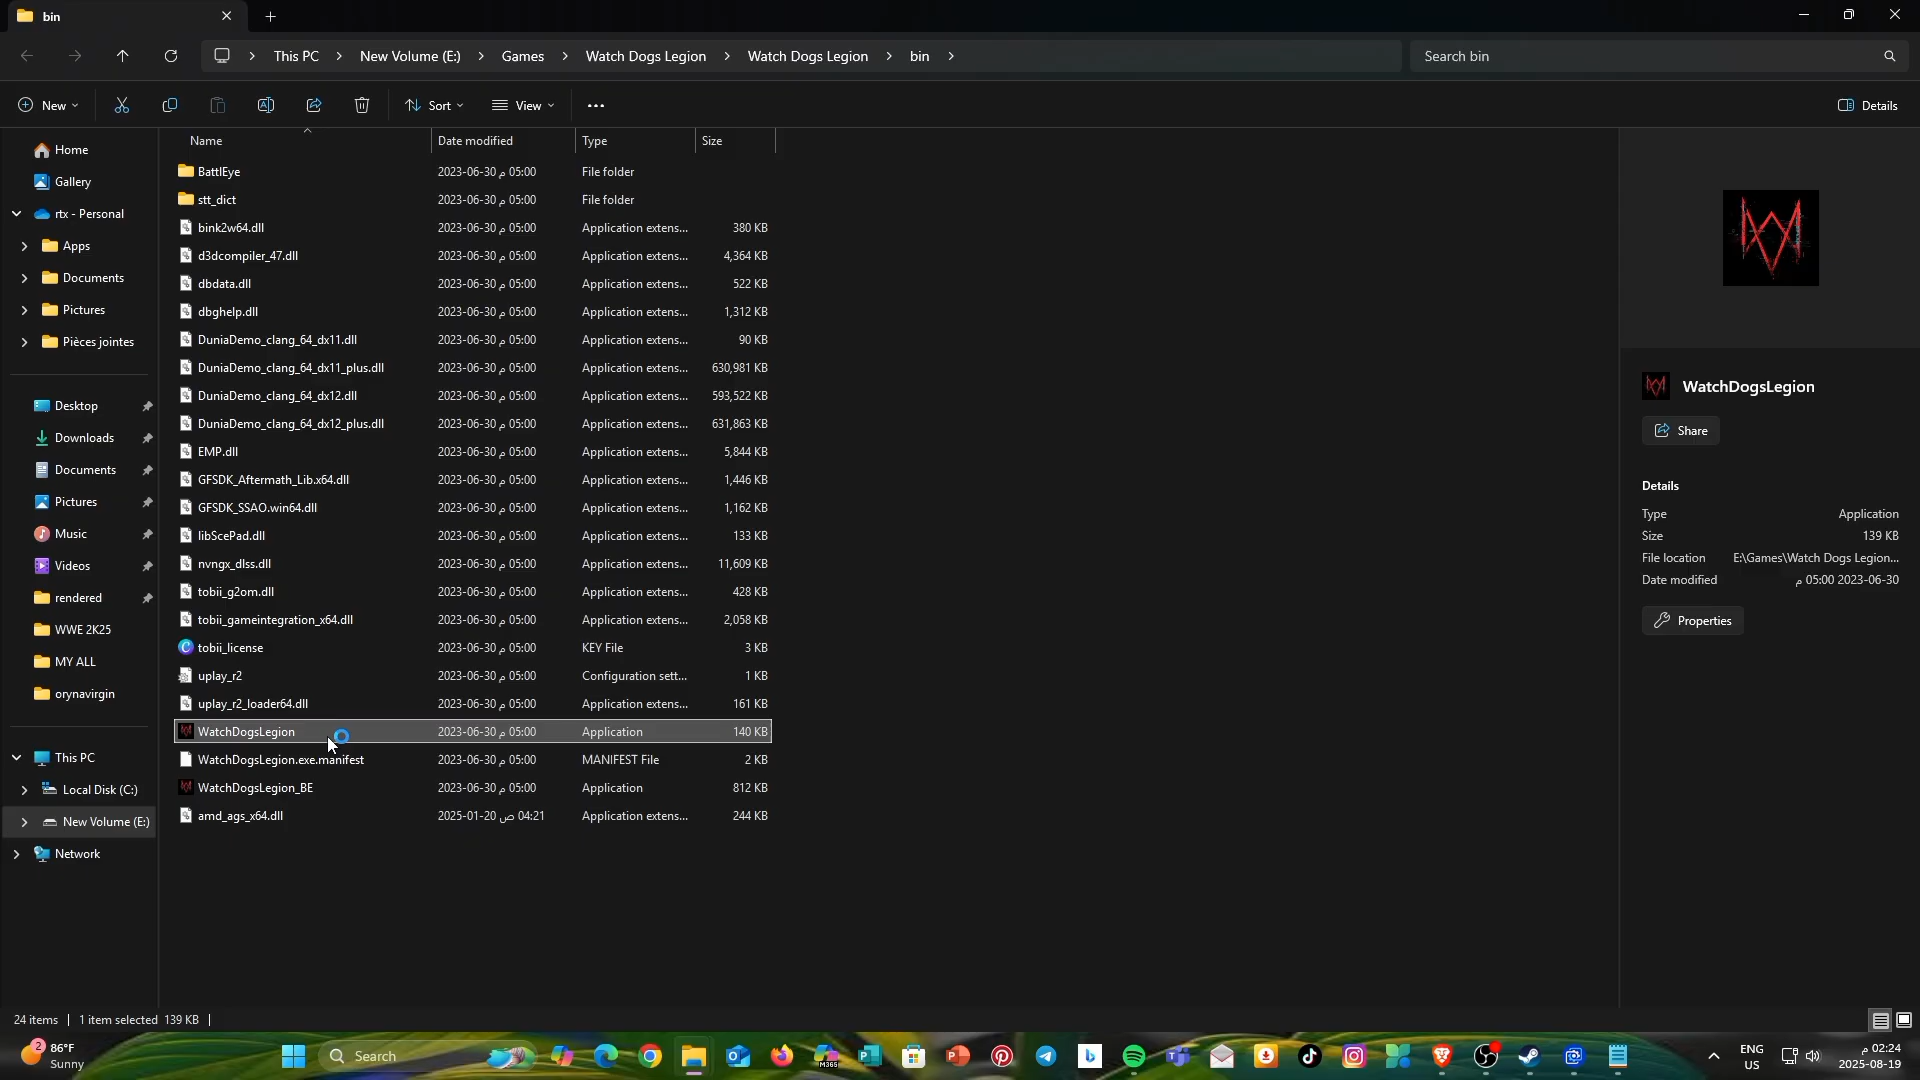 bin
This PC > New Volume (E:) > Games > Watch Dogs Legion > Watch Dogs Legion > bin >
Search bin
New
Sort
View
Details
Home
Gallery
rtx - Personal
Apps
Documents
Pictures
Pièces jointes
Desktop
Downloads
Documents
Pictures
Music
Videos
rendered
WWE 2K25
MY ALL
orynavirgin
This PC
Local Disk (C:)
New Volume (E:)
Network
Name Date modified Type Size
BattlEye 2023-06-30 م 05:00 File folder
stt_dict 2023-06-30 م 05:00 File folder
bink2w64.dll 2023-06-30 م 05:00 Application extens... 380 KB
d3dcompiler_47.dll 2023-06-30 م 05:00 Application extens... 4,364 KB
dbdata.dll 2023-06-30 م 05:00 Application extens... 522 KB
dbghelp.dll 2023-06-30 م 05:00 Application extens... 1,312 KB
DuniaDemo_clang_64_dx11.dll 2023-06-30 م 05:00 Application extens... 90 KB
DuniaDemo_clang_64_dx11_plus.dll 2023-06-30 م 05:00 Application extens... 630,981 KB
DuniaDemo_clang_64_dx12.dll 2023-06-30 م 05:00 Application extens... 593,522 KB
DuniaDemo_clang_64_dx12_plus.dll 2023-06-30 م 05:00 Application extens... 631,863 KB
EMP.dll 2023-06-30 م 05:00 Application extens... 5,844 KB
GFSDK_Aftermath_Lib.x64.dll 2023-06-30 م 05:00 Application extens... 1,446 KB
GFSDK_SSAO.win64.dll 2023-06-30 م 05:00 Application extens... 1,162 KB
libScePad.dll 2023-06-30 م 05:00 Application extens... 133 KB
nvngx_dlss.dll 2023-06-30 م 05:00 Application extens... 11,609 KB
tobii_g2om.dll 2023-06-30 م 05:00 Application extens... 428 KB
tobii_gameintegration_x64.dll 2023-06-30 م 05:00 Application extens... 2,058 KB
tobii_license 2023-06-30 م 05:00 KEY File 3 KB
uplay_r2 2023-06-30 م 05:00 Configuration sett... 1 KB
uplay_r2_loader64.dll 2023-06-30 م 05:00 Application extens... 161 KB
WatchDogsLegion 2023-06-30 م 05:00 Application 140 KB
WatchDogsLegion.exe.manifest 2023-06-30 م 05:00 MANIFEST File 2 KB
WatchDogsLegion_BE 2023-06-30 م 05:00 Application 812 KB
amd_ags_x64.dll 2025-01-20 ص 04:21 Application extens... 244 KB
WatchDogsLegion
Share
Details
Type Application
Size 139 KB
File location E:\Games\Watch Dogs Legion...
Date modified م 05:00 2023-06-30
Properties
24 items | 1 item selected 139 KB |
2
86°F
Sunny
Search
M365
ENG
US
م 02:24
2025-08-19